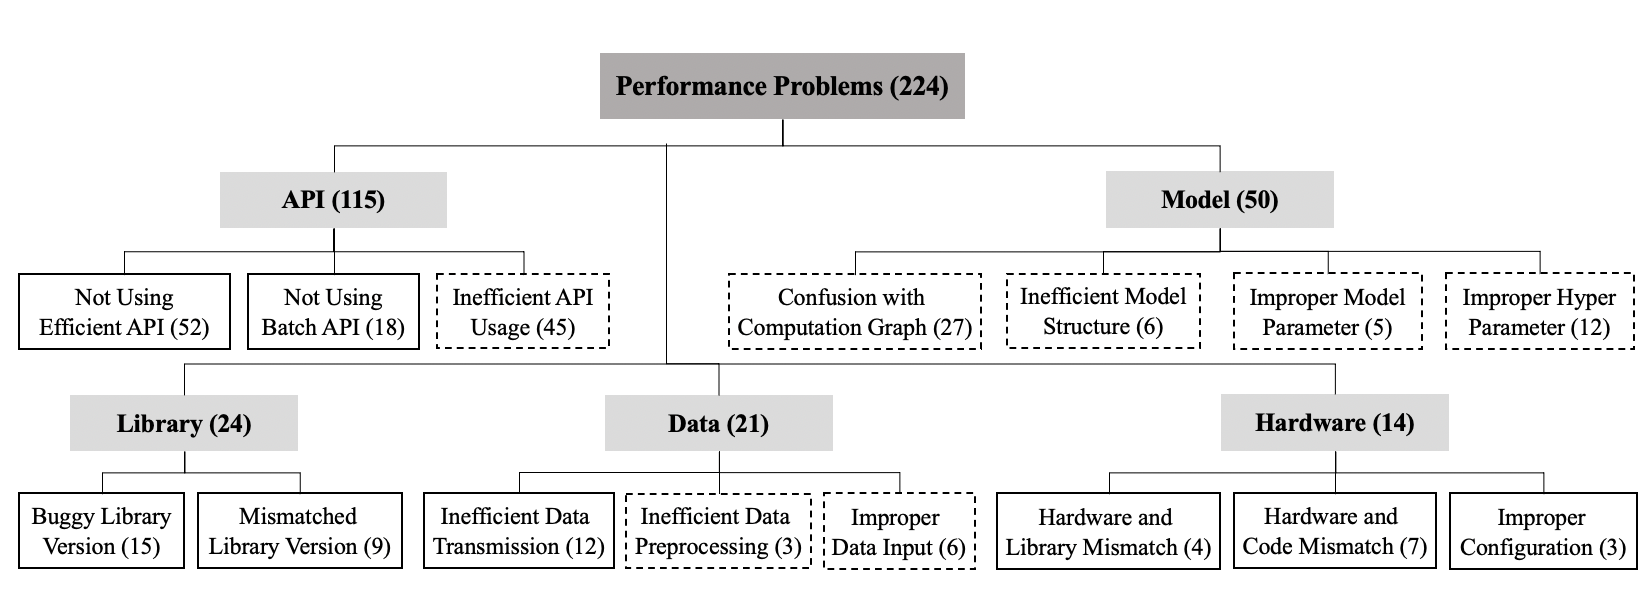 Performance Problems (224)
API (115)
Model (50)
Not Using
Efficient API (52)
Not Using
Batch API (18)
Inefficient API
Usage (45)
Confusion with
Computation Graph (27)
Inefficient Model
Structure (6)
Improper Model
Parameter (5)
Improper Hyper
Parameter (12)
Library (24)
Data (21)
Hardware (14)
Buggy Library
Version (15)
Mismatched
Library Version (9)
Inefficient Data
Transmission (12)
Inefficient Data
Preprocessing (3)
Improper
Data Input (6)
Hardware and
Library Mismatch (4)
Hardware and
Code Mismatch (7)
Improper
Configuration (3)